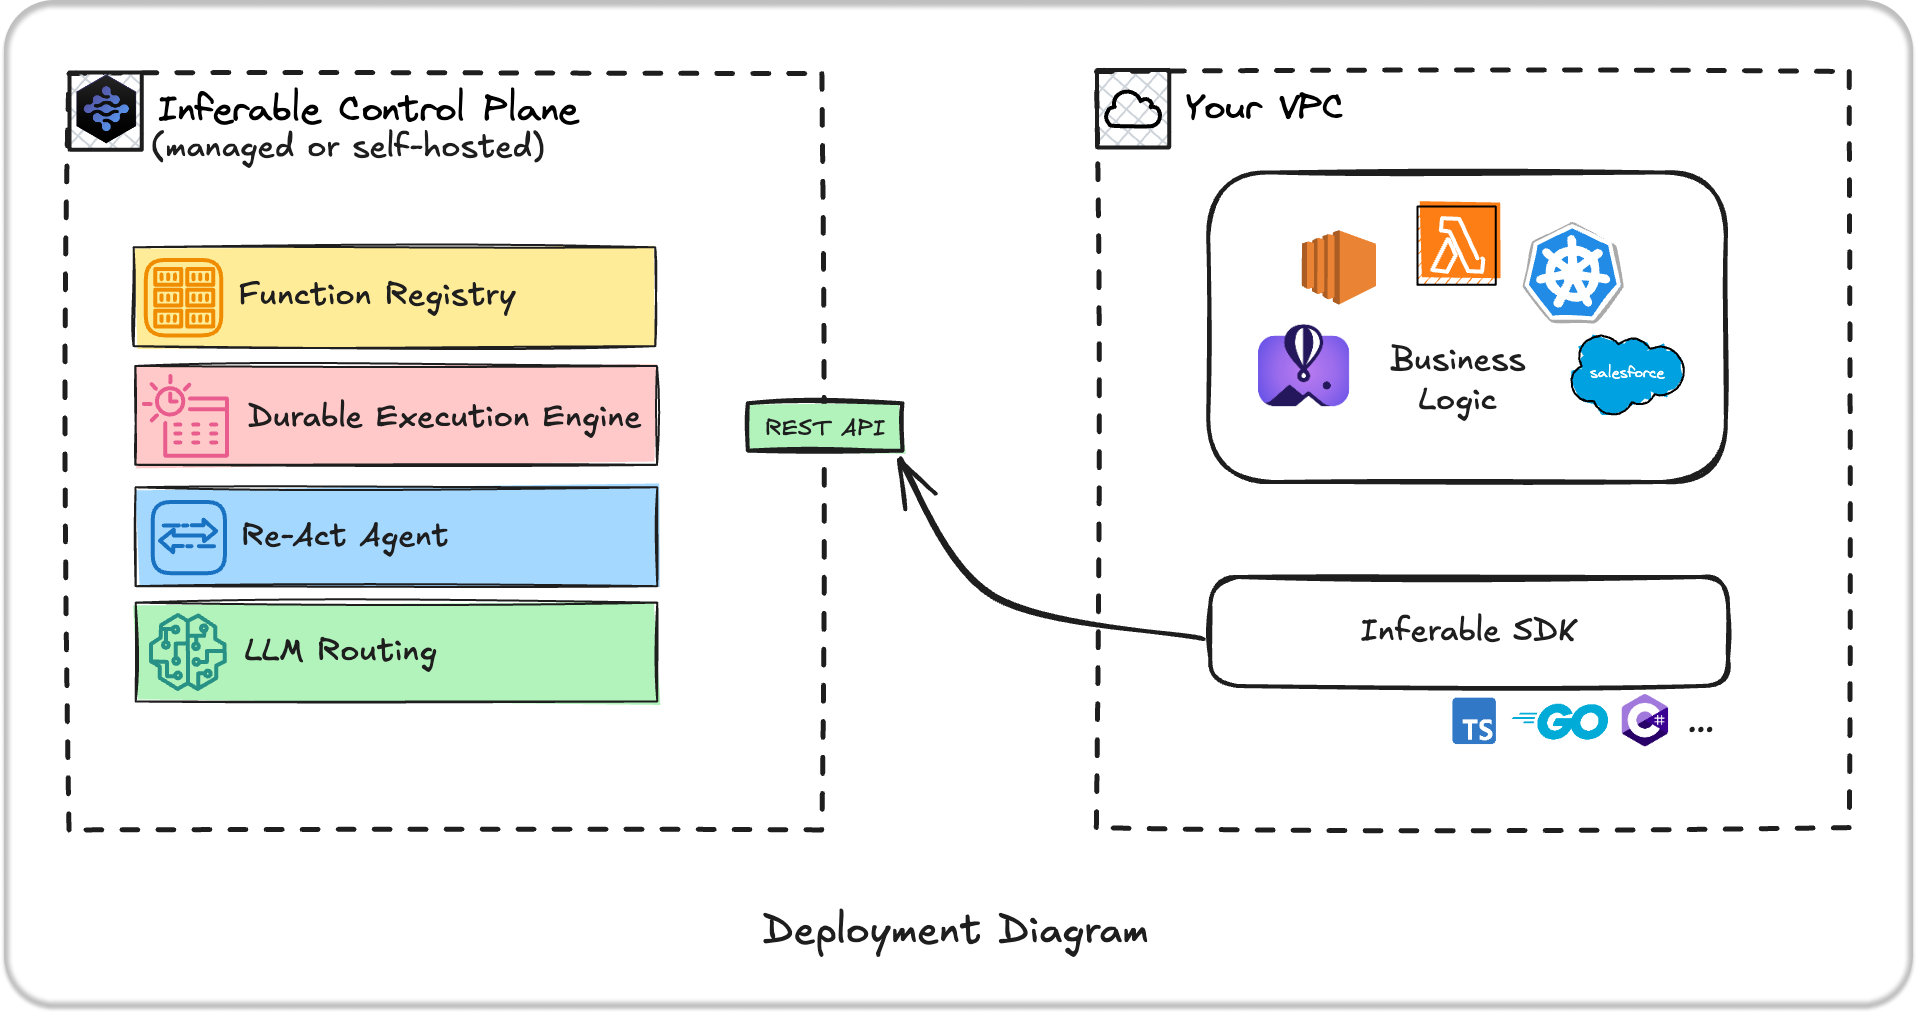 Inferable Control Plane
(managed or self-hosted)
Function Registry
Durable Execution Engine
Re-Act Agent
LLM Routing
REST API
Your VPC
Business
Logic
salesforce
Inferable SDK
TS
GO
C#
...
Deployment Diagram